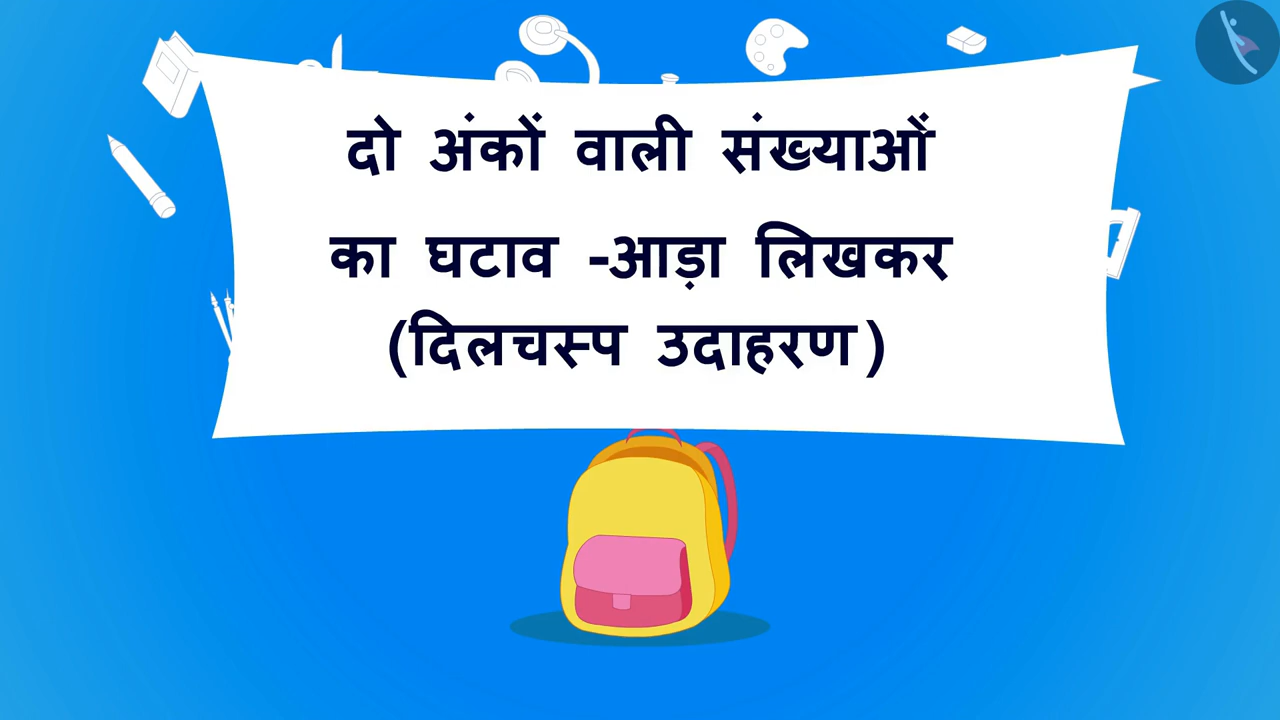 दो अंकों वाली संख्याओं
का घटाव -आड़ा लिखकर
(दिलचस्प उदाहरण)